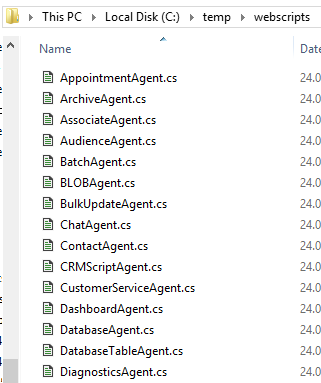 This PC Local Disk (C:) temp webscripts
Name Date
AppointmentAgent.cs 24.0
ArchiveAgent.cs 24.0
AssociateAgent.cs 24.0
AudienceAgent.cs 24.0
BatchAgent.cs 24.0
BLOBAgent.cs 24.0
BulkUpdateAgent.cs 24.0
ChatAgent.cs 24.0
ContactAgent.cs 24.0
CRMScriptAgent.cs 24.0
CustomerServiceAgent.cs 24.0
DashboardAgent.cs 24.0
DatabaseAgent.cs 24.0
DatabaseTableAgent.cs 24.0
DiagnosticsAgent.cs 24.0